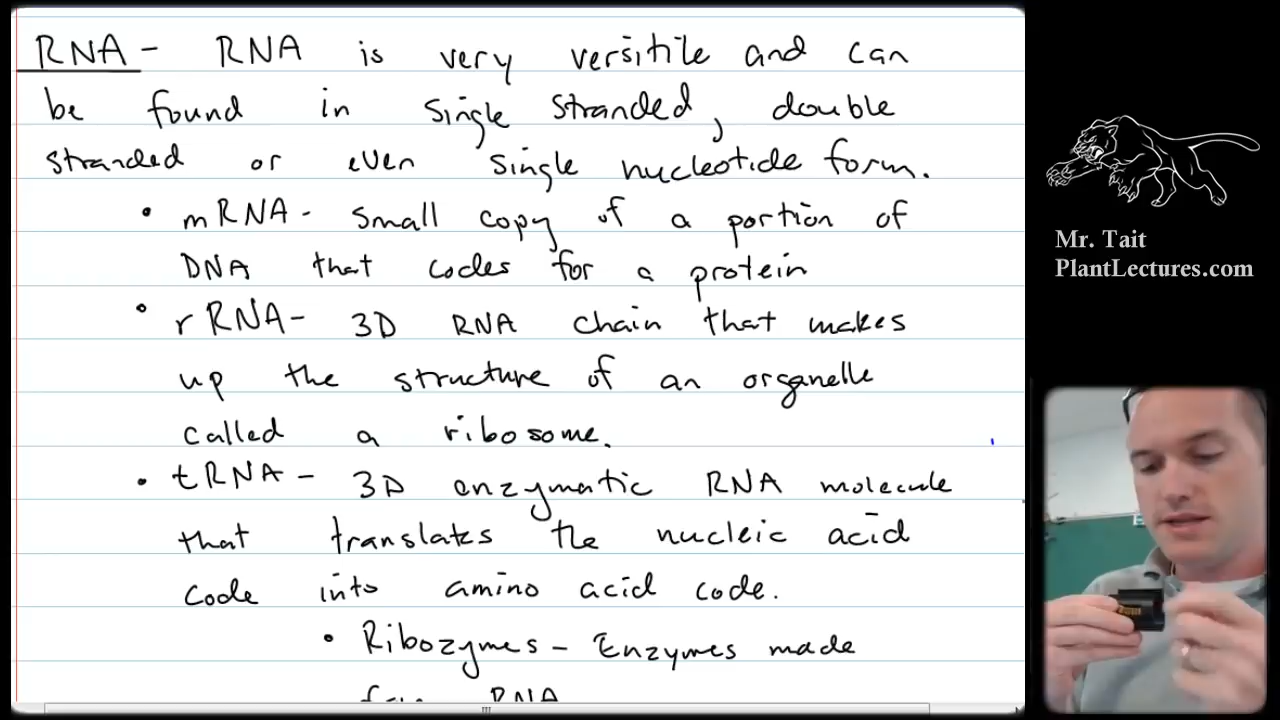 RNA - RNA is very versitile and can
be found in single stranded, double
stranded or even single nucleotide form.
• mRNA - small copy of a portion of
DNA that codes for a protein
• rRNA - 3D RNA chain that makes
up the structure of an organelle
called a ribosome.
• tRNA - 3D enzymatic RNA molecule
that translates the nucleic acid
code into amino acid code.
• Ribozymes - Enzymes made
RNA
Mr. Tait
PlantLectures.com